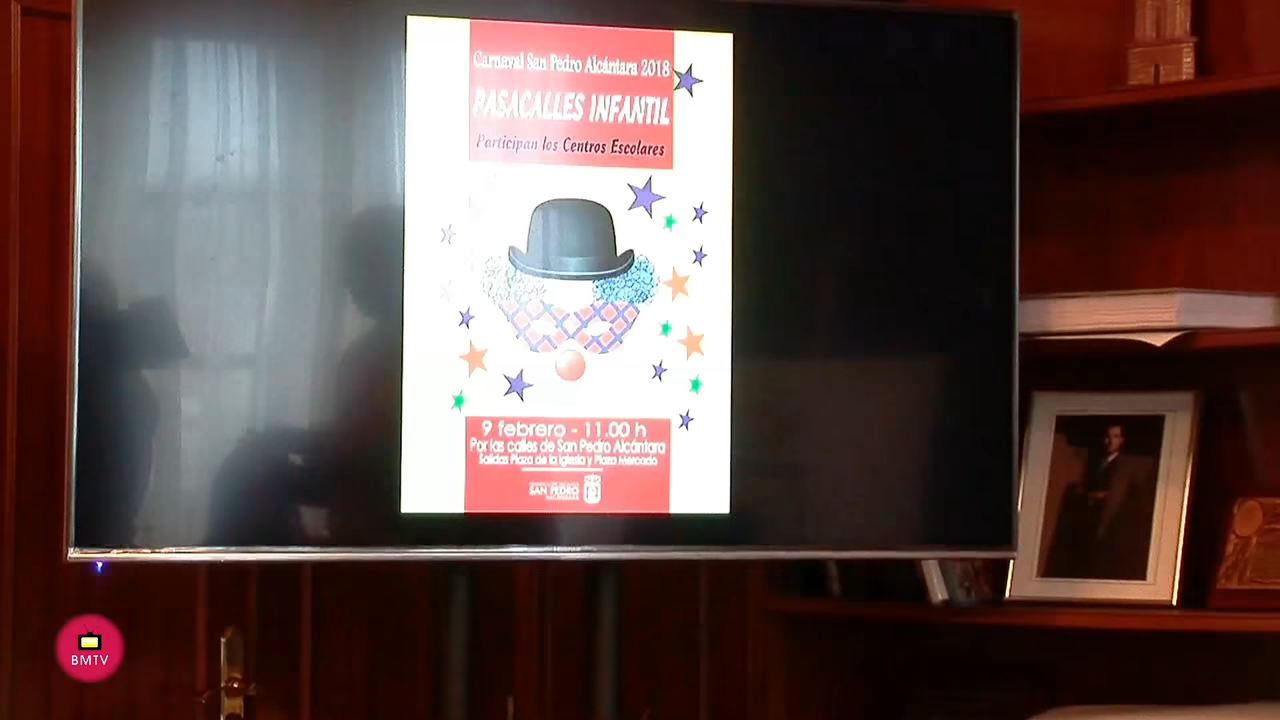 Carnaval San Pedro Alcántara 2018
PASACALLES INFANTIL
Participan los Centros Escolares
9 febrero - 11.00 h
Por las calles de San Pedro Alcántara
Salidas Plaza de la Iglesia y Plaza Mercado
SAN PEDRO
BMTV